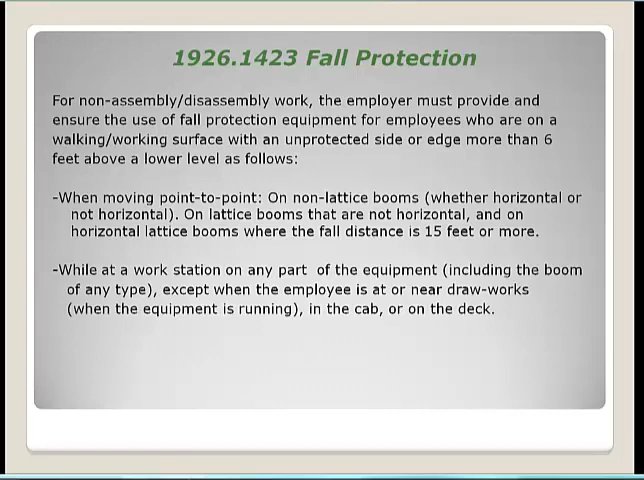 1926.1423 Fall Protection
For non-assembly/disassembly work, the employer must provide and
ensure the use of fall protection equipment for employees who are on a
walking/working surface with an unprotected side or edge more than 6
feet above a lower level as follows:
-When moving point-to-point: On non-lattice booms (whether horizontal or
not horizontal). On lattice booms that are not horizontal, and on
horizontal lattice booms where the fall distance is 15 feet or more.
-While at a work station on any part of the equipment (including the boom
of any type), except when the employee is at or near draw-works
(when the equipment is running), in the cab, or on the deck.